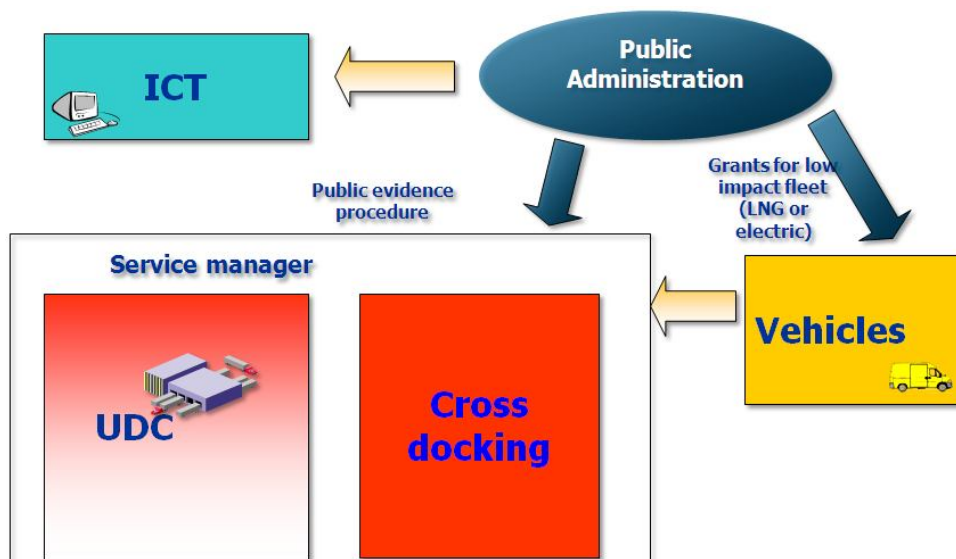 ICT
Public
Administration
Public evidence
procedure
Grants for low
impact fleet
(LNG or
electric)
Service manager
UDC
Cross
docking
Vehicles